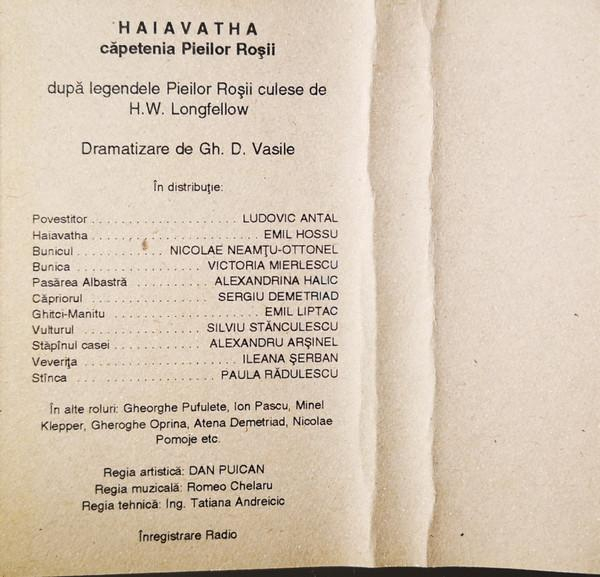 HAIAVATHA
căpetenia Pieilor Roşii
după legendele Pieilor Roşii culese de
H.W. Longfellow
Dramatizare de Gh. D. Vasile
În distribuţie:
Povestitor . . . . . . . . . . . . . . . . . . . . . . LUDOVIC ANTAL
Haiavatha . . . . . . . . . . . . . . . . . . . . . . . . . EMIL HOSSU
Bunicul . . . . . . . . . . . . . NICOLAE NEAMŢU-OTTONEL
Bunica . . . . . . . . . . . . . . . . . . . VICTORIA MIERLESCU
Pasărea Albastră . . . . . . . . . . . . ALEXANDRINA HALIC
Căpriorul . . . . . . . . . . . . . . . . . . SERGIU DEMETRIAD
Ghitci-Manitu . . . . . . . . . . . . . . . . . . . . . EMIL LIPTAC
Vulturul . . . . . . . . . . . . . . . . . . . SILVIU STĂNCULESCU
Stăpînul casei . . . . . . . . . . . . . . ALEXANDRU ARŞINEL
Veveriţa . . . . . . . . . . . . . . . . . . . . . . . ILEANA ŞERBAN
Stînca . . . . . . . . . . . . . . . . . . . . . PAULA RĂDULESCU
În alte roluri: Gheorghe Pufulete, Ion Pascu, Minel
Klepper, Gheroghe Oprina, Atena Demetriad, Nicolae
Pomoje etc.
Regia artistică: DAN PUICAN
Regia muzicală: Romeo Chelaru
Regia tehnică: Ing. Tatiana Andreicic
Înregistrare Radio